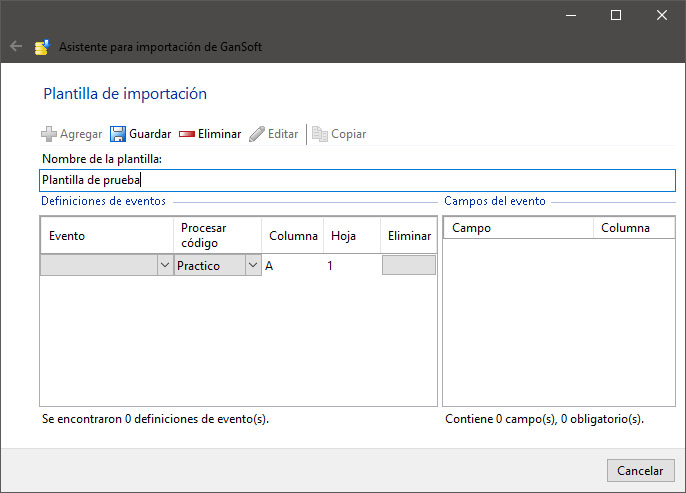 Asistente para importación de GanSoft
Plantilla de importación
Agregar Guardar Eliminar Editar Copiar
Nombre de la plantilla:
Plantilla de prueba
Definiciones de eventos
Evento Procesar código Columna Hoja Eliminar
Practico A 1
Se encontraron 0 definiciones de evento(s).
Campos del evento
Campo Columna
Contiene 0 campo(s), 0 obligatorio(s).
Cancelar